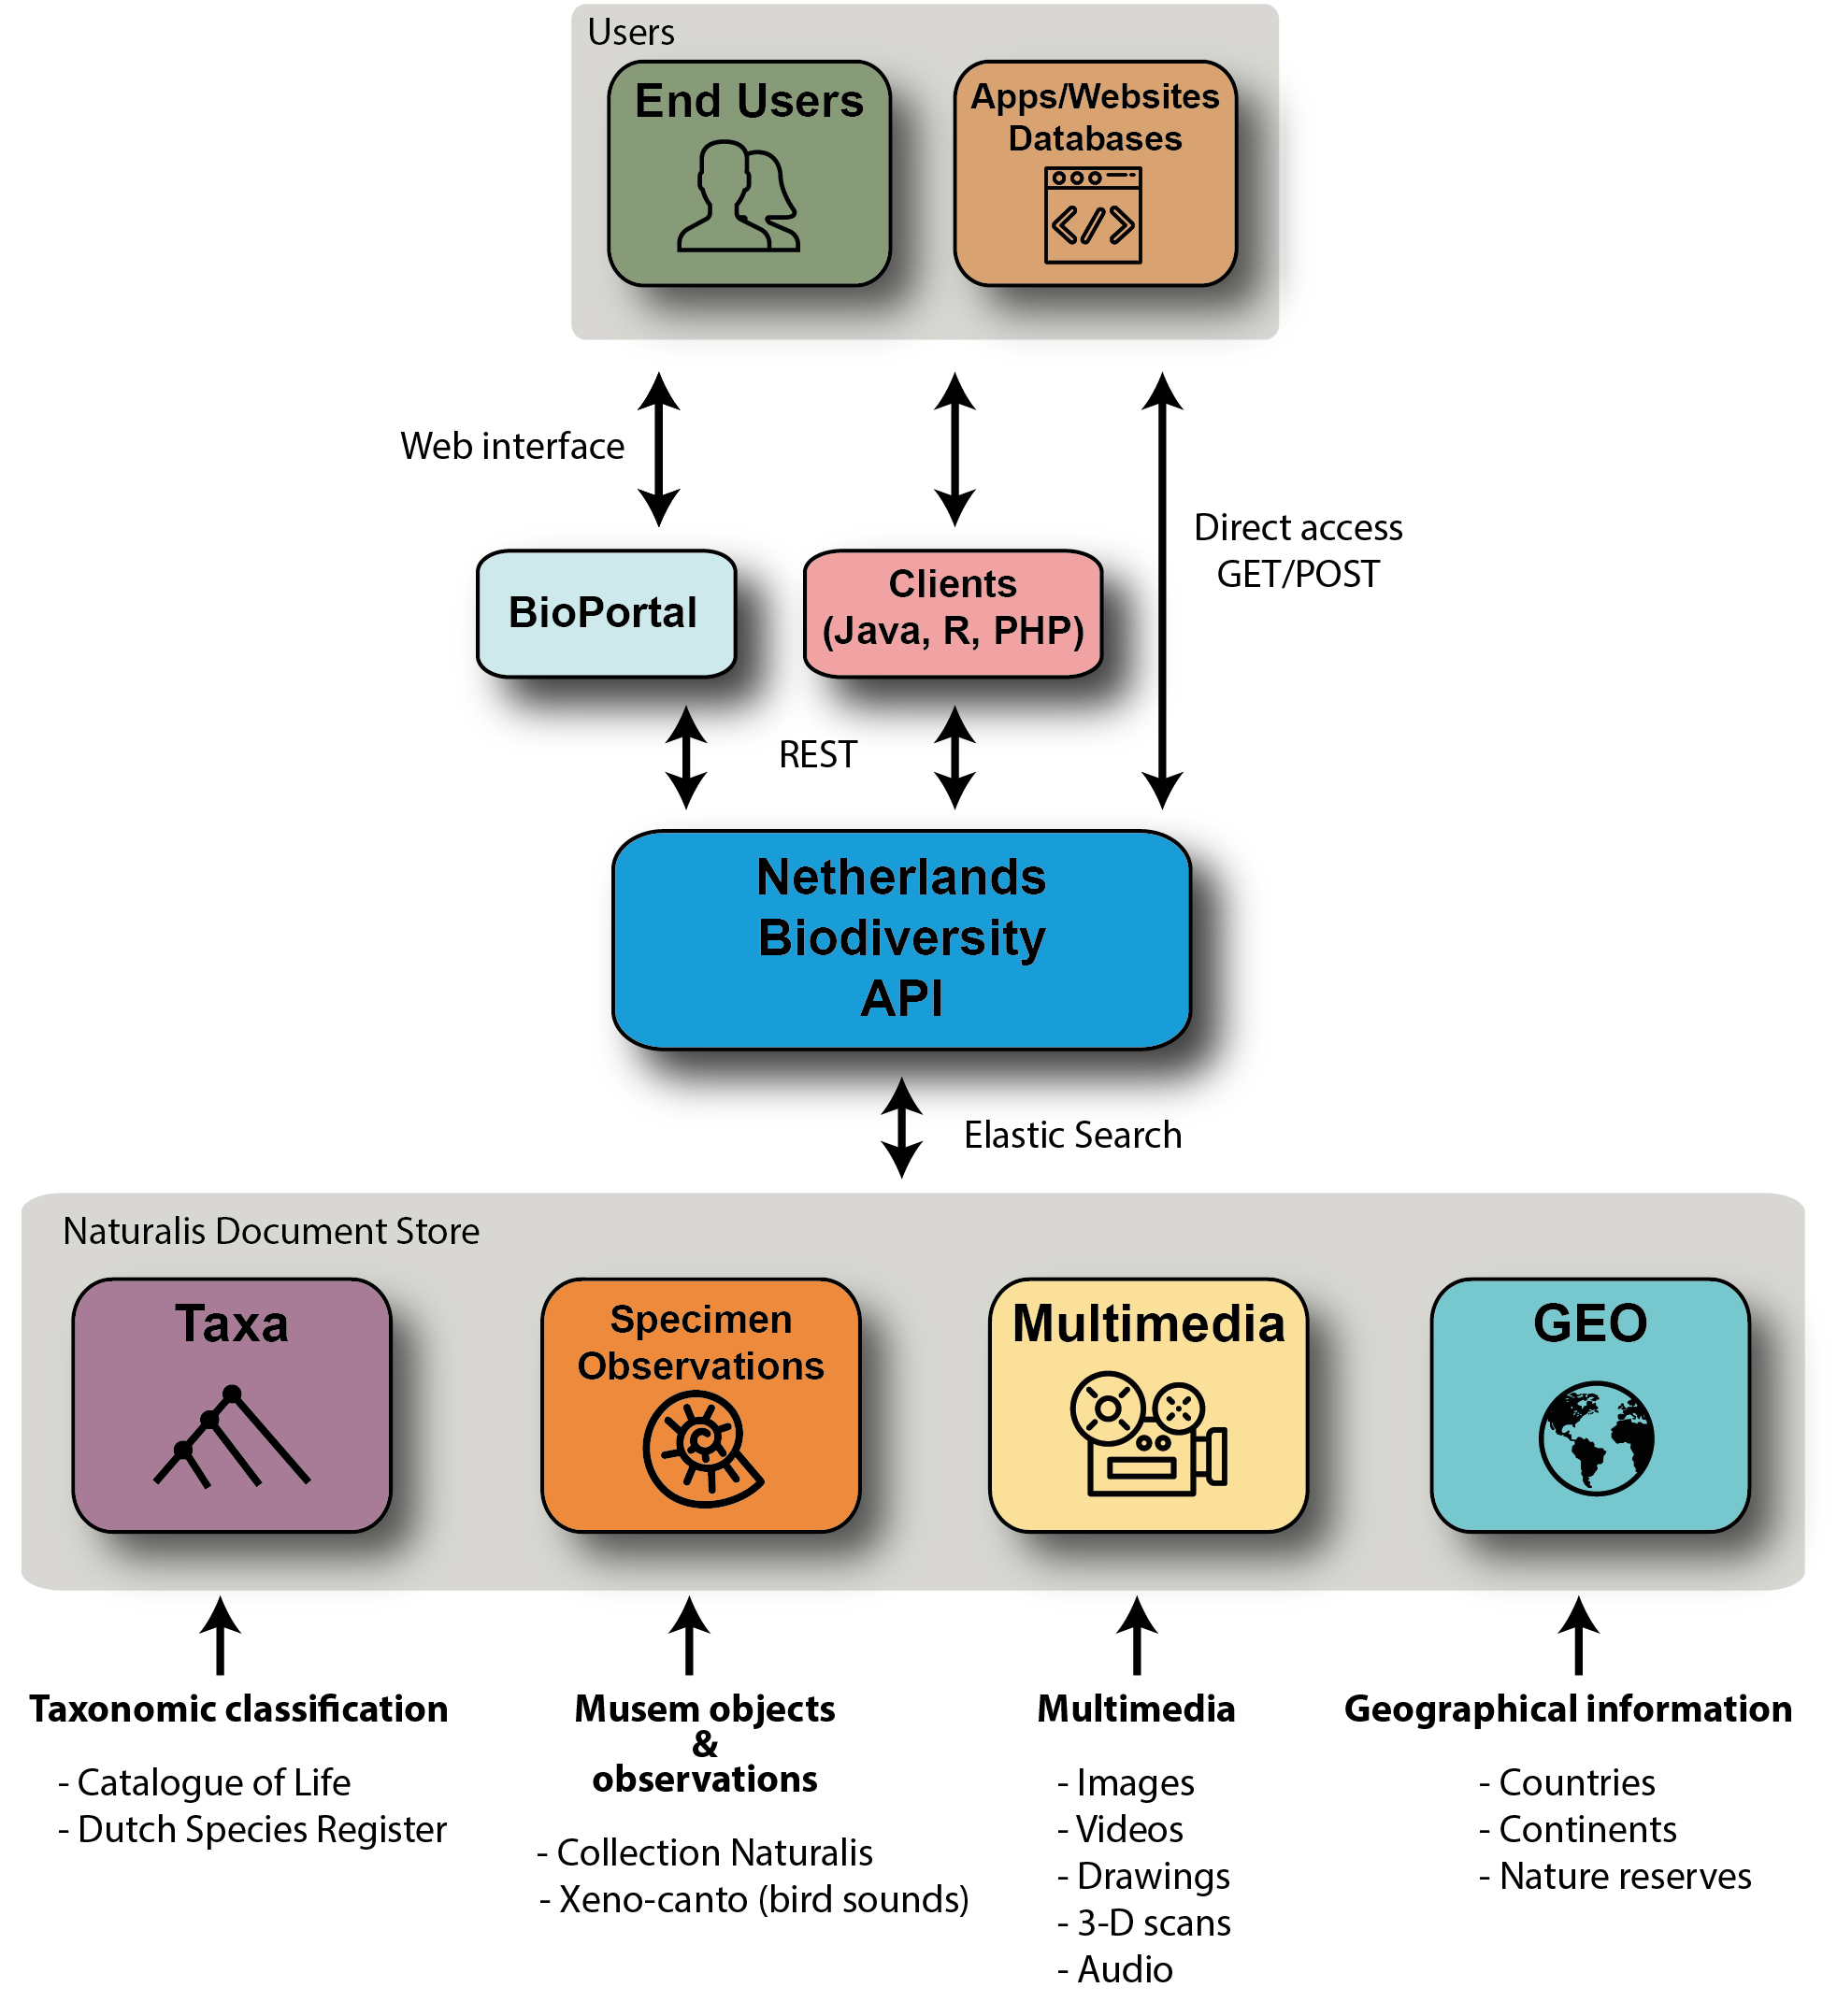 Users
End Users
Apps/Websites
Databases
</>
Web interface
Direct access
GET/POST
BioPortal
Clients
(Java, R, PHP)
REST
Netherlands
Biodiversity
API
Elastic Search
Naturalis Document Store
Taxa
Specimen
Observations
Multimedia
GEO
Taxonomic classification
- Catalogue of Life
- Dutch Species Register
Musem objects
&
observations
- Collection Naturalis
- Xeno-canto (bird sounds)
Multimedia
- Images
- Videos
- Drawings
- 3-D scans
- Audio
Geographical information
- Countries
- Continents
- Nature reserves